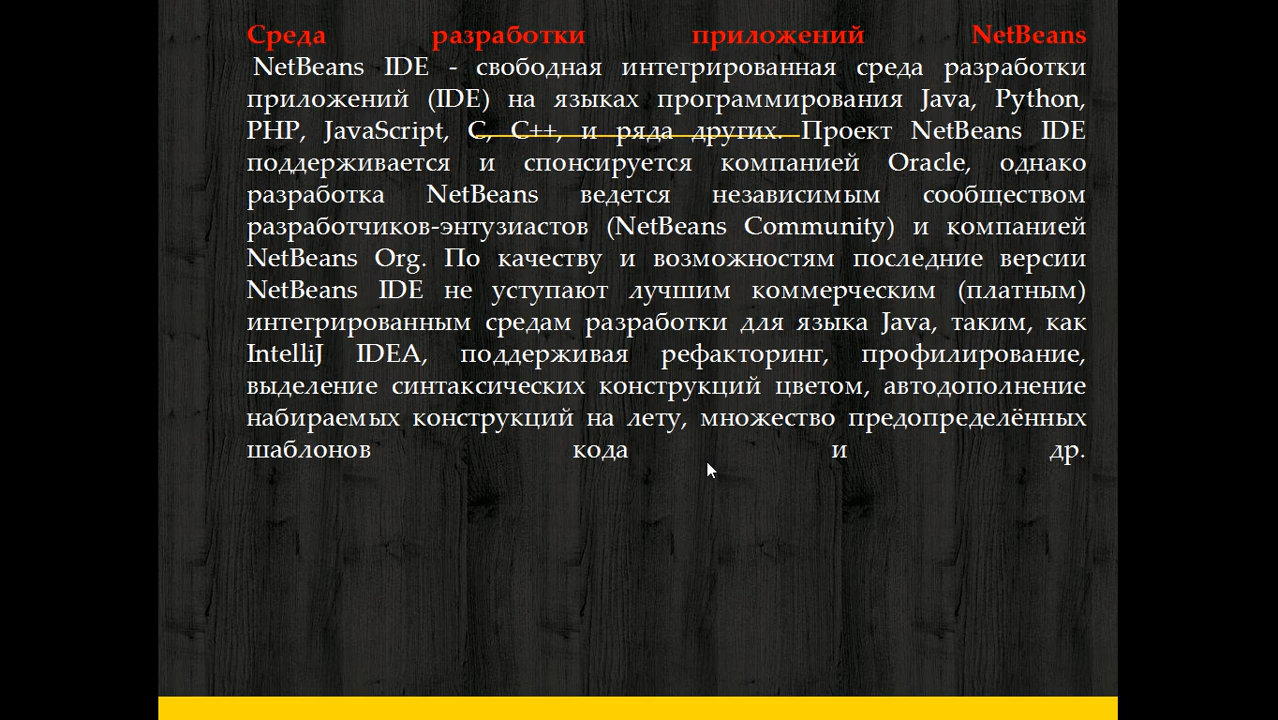 Среда разработки приложений NetBeans
NetBeans IDE - свободная интегрированная среда разработки
приложений (IDE) на языках программирования Java, Python,
PHP, JavaScript, C, C++, и ряда других. Проект NetBeans IDE
поддерживается и спонсируется компанией Oracle, однако
разработка NetBeans ведется независимым сообществом
разработчиков-энтузиастов (NetBeans Community) и компанией
NetBeans Org. По качеству и возможностям последние версии
NetBeans IDE не уступают лучшим коммерческим (платным)
интегрированным средам разработки для языка Java, таким, как
IntelliJ IDEA, поддерживая рефакторинг, профилирование,
выделение синтаксических конструкций цветом, автодополнение
набираемых конструкций на лету, множество предопределённых
шаблонов кода и др.